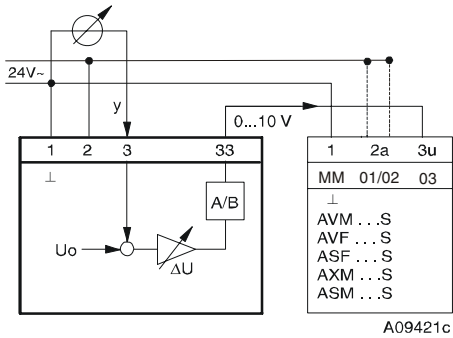 24V~
y
0...10 V
1 2 3 33
⊥
A/B
Uo
ΔU
1 2a 3u
MM 01/02 03
⊥
AVM ...S
AVF ...S
ASF ...S
AXM ...S
ASM ...S
A09421c